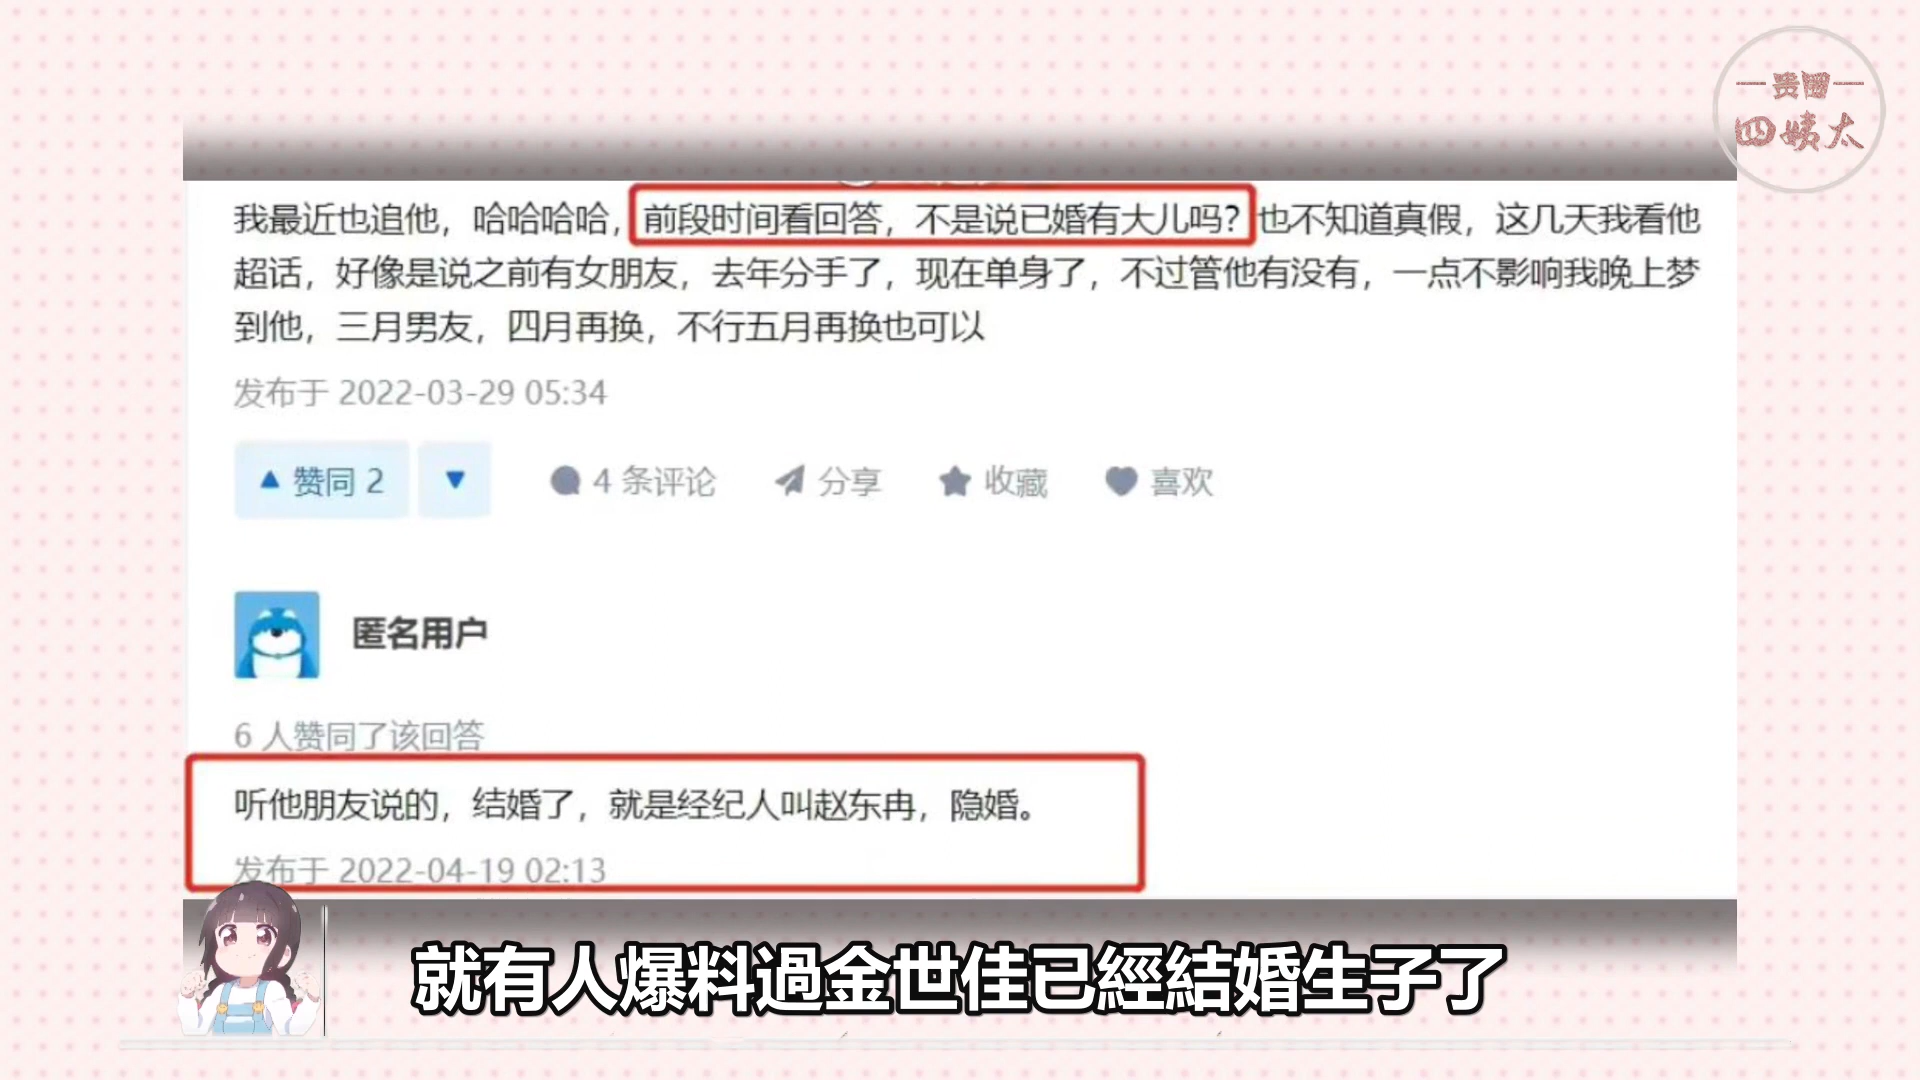 贵圈
四姨太
我最近也追他，哈哈哈哈，前段时间看回答，不是说已婚有大儿吗？也不知道真假，这几天我看他
超话，好像是说之前有女朋友，去年分手了，现在单身了，不过管他有没有，一点不影响我晚上梦
到他，三月男友，四月再换，不行五月再换也可以
发布于 2022-03-29 05:34
赞同 2
4 条评论
分享
收藏
喜欢
匿名用户
6 人赞同了该回答
听他朋友说的，结婚了，就是经纪人叫赵东冉，隐婚。
发布于 2022-04-19 02:13
就有人爆料過金世佳已經結婚生子了